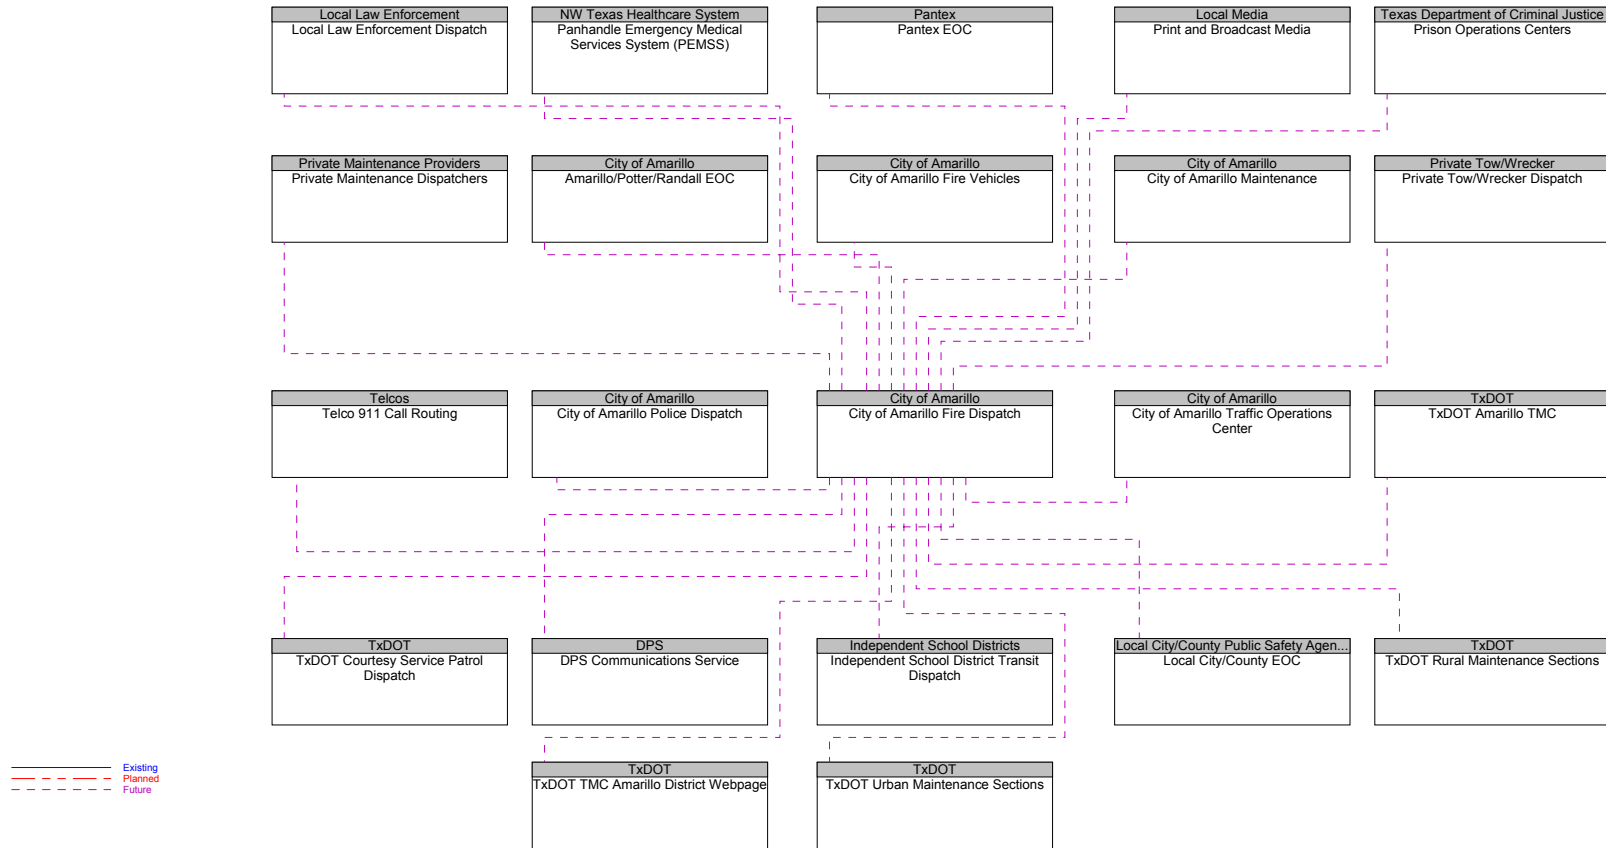 Local Law Enforcement
Local Law Enforcement Dispatch
NW Texas Healthcare System
Panhandle Emergency Medical
Services System (PEMSS)
Pantex
Pantex EOC
Local Media
Print and Broadcast Media
Texas Department of Criminal Justice
Prison Operations Centers
Private Maintenance Providers
Private Maintenance Dispatchers
City of Amarillo
Amarillo/Potter/Randall EOC
City of Amarillo
City of Amarillo Fire Vehicles
City of Amarillo
City of Amarillo Maintenance
Private Tow/Wrecker
Private Tow/Wrecker Dispatch
Telcos
Telco 911 Call Routing
City of Amarillo
City of Amarillo Police Dispatch
City of Amarillo
City of Amarillo Fire Dispatch
City of Amarillo
City of Amarillo Traffic Operations
Center
TxDOT
TxDOT Amarillo TMC
TxDOT
TxDOT Courtesy Service Patrol
Dispatch
DPS
DPS Communications Service
Independent School Districts
Independent School District Transit
Dispatch
Local City/County Public Safety Agen...
Local City/County EOC
TxDOT
TxDOT Rural Maintenance Sections
TxDOT
TxDOT TMC Amarillo District Webpage
TxDOT
TxDOT Urban Maintenance Sections
Existing
Planned
Future